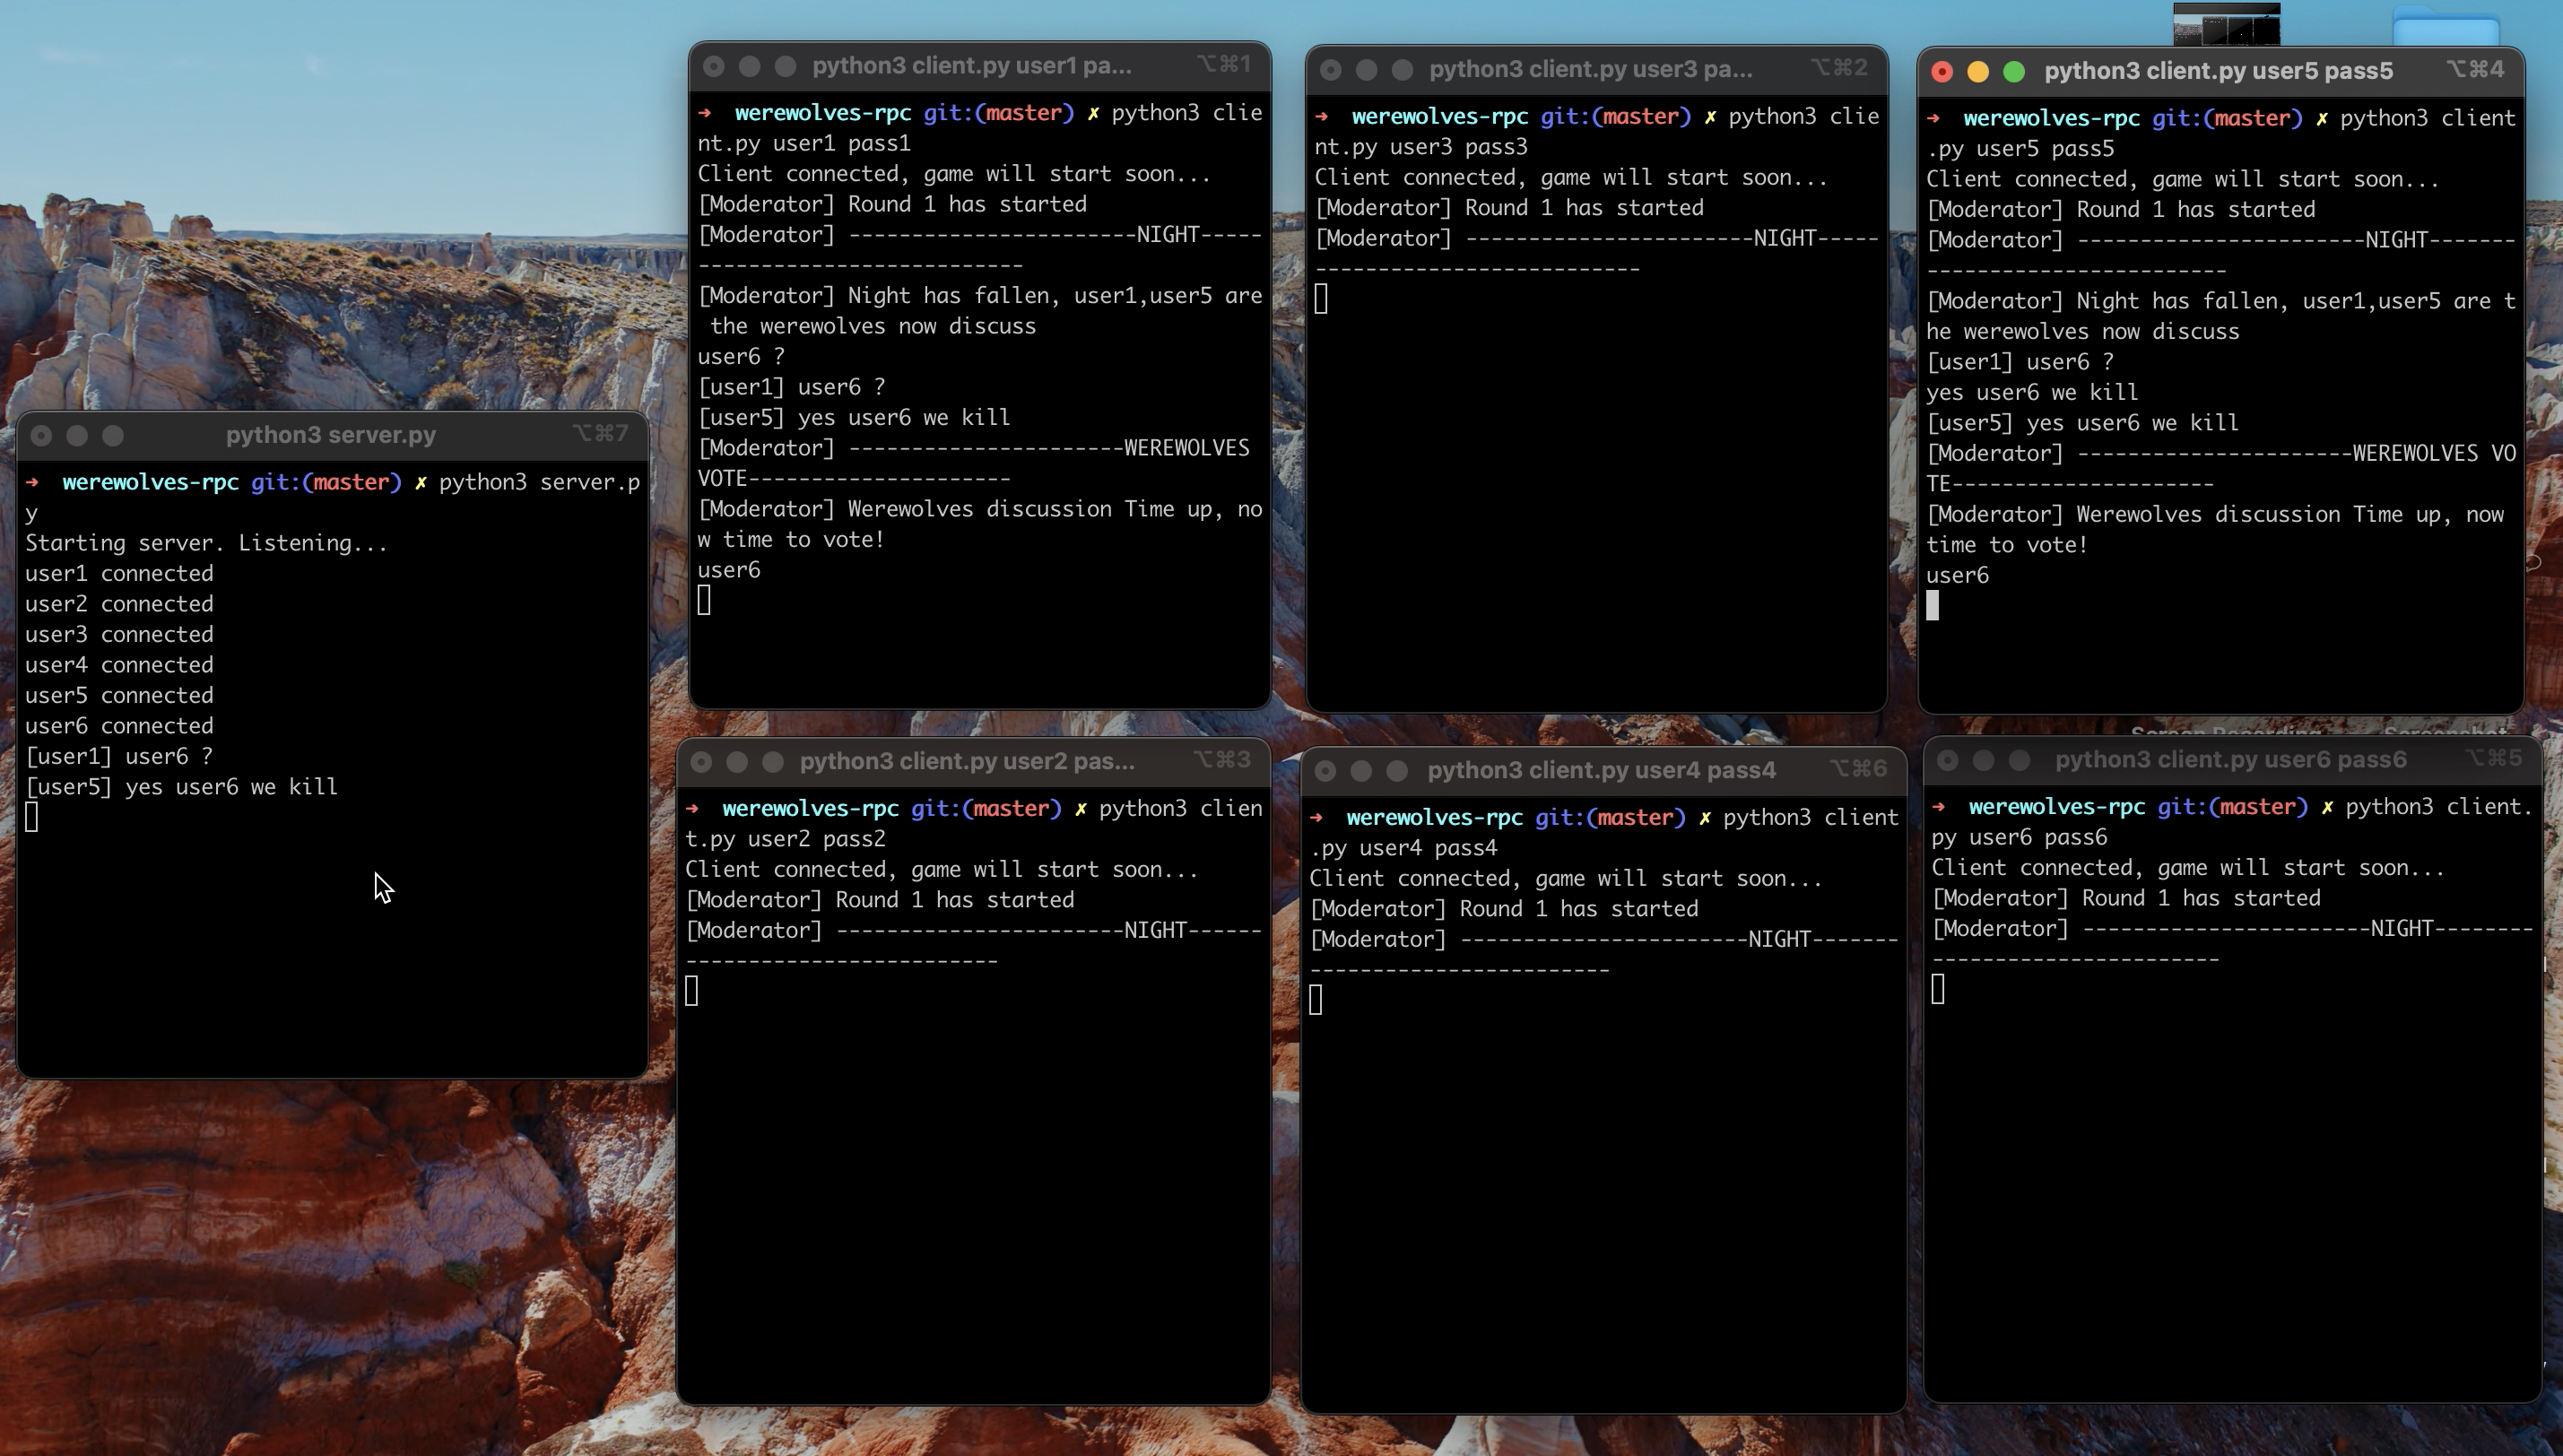 python3 client.py user1 pa... ⌥⌘1
➜  werewolves-rpc git:(master) ✗ python3 clie
nt.py user1 pass1
Client connected, game will start soon...
[Moderator] Round 1 has started
[Moderator] -----------------------NIGHT-----
--------------------------
[Moderator] Night has fallen, user1,user5 are
 the werewolves now discuss
user6 ?
[user1] user6 ?
[user5] yes user6 we kill
[Moderator] ----------------------WEREWOLVES
VOTE---------------------
[Moderator] Werewolves discussion Time up, no
w time to vote!
user6
python3 client.py user3 pa... ⌥⌘2
➜  werewolves-rpc git:(master) ✗ python3 clie
nt.py user3 pass3
Client connected, game will start soon...
[Moderator] Round 1 has started
[Moderator] -----------------------NIGHT-----
--------------------------
python3 client.py user5 pass5 ⌥⌘4
➜  werewolves-rpc git:(master) ✗ python3 client
.py user5 pass5
Client connected, game will start soon...
[Moderator] Round 1 has started
[Moderator] -----------------------NIGHT-------
------------------------
[Moderator] Night has fallen, user1,user5 are t
he werewolves now discuss
[user1] user6 ?
yes user6 we kill
[user5] yes user6 we kill
[Moderator] ----------------------WEREWOLVES VO
TE---------------------
[Moderator] Werewolves discussion Time up, now
time to vote!
user6
python3 server.py ⌥⌘7
➜  werewolves-rpc git:(master) ✗ python3 server.p
y
Starting server. Listening...
user1 connected
user2 connected
user3 connected
user4 connected
user5 connected
user6 connected
[user1] user6 ?
[user5] yes user6 we kill
python3 client.py user2 pas... ⌥⌘3
➜  werewolves-rpc git:(master) ✗ python3 clien
t.py user2 pass2
Client connected, game will start soon...
[Moderator] Round 1 has started
[Moderator] -----------------------NIGHT------
-------------------------
python3 client.py user4 pass4 ⌥⌘6
➜  werewolves-rpc git:(master) ✗ python3 client
.py user4 pass4
Client connected, game will start soon...
[Moderator] Round 1 has started
[Moderator] -----------------------NIGHT-------
------------------------
Screen Recording Screenshot
python3 client.py user6 pass6 ⌥⌘5
➜  werewolves-rpc git:(master) ✗ python3 client.
py user6 pass6
Client connected, game will start soon...
[Moderator] Round 1 has started
[Moderator] -----------------------NIGHT--------
-----------------------